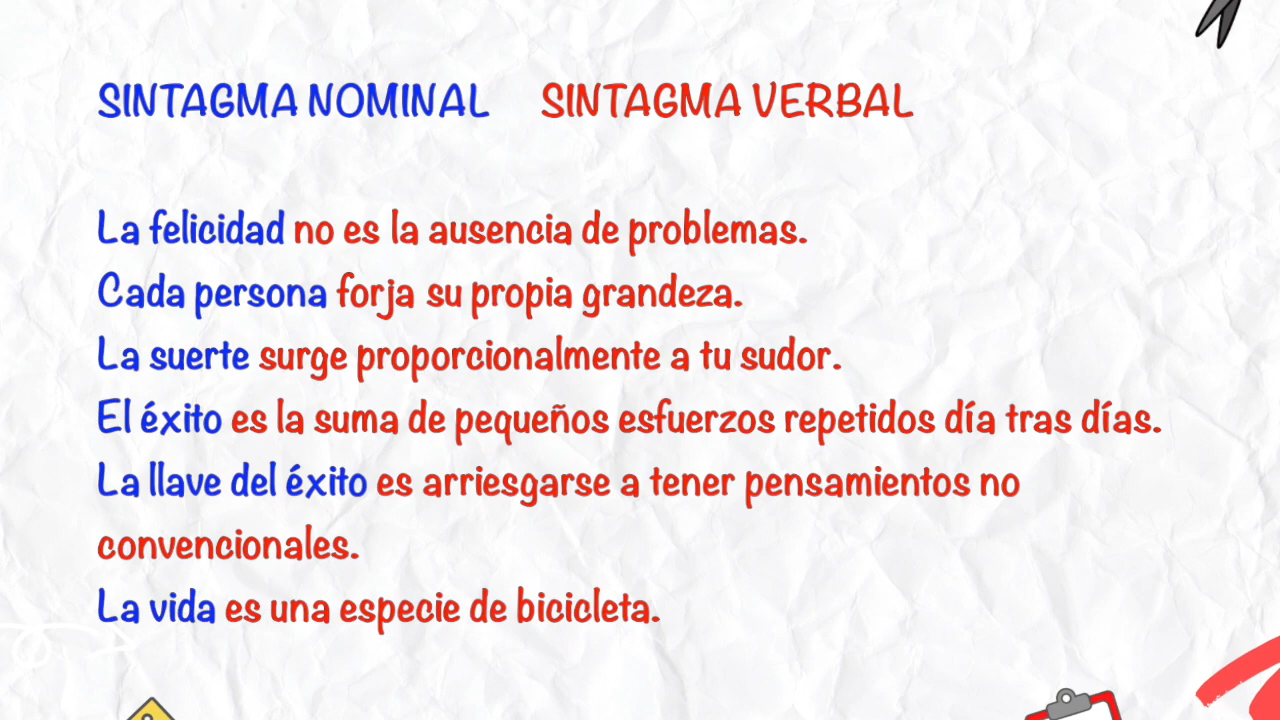 SINTAGMA NOMINAL SINTAGMA VERBAL
La felicidad no es la ausencia de problemas.
Cada persona forja su propia grandeza.
La suerte surge proporcionalmente a tu sudor.
El éxito es la suma de pequeños esfuerzos repetidos día tras días.
La llave del éxito es arriesgarse a tener pensamientos no
convencionales.
La vida es una especie de bicicleta.